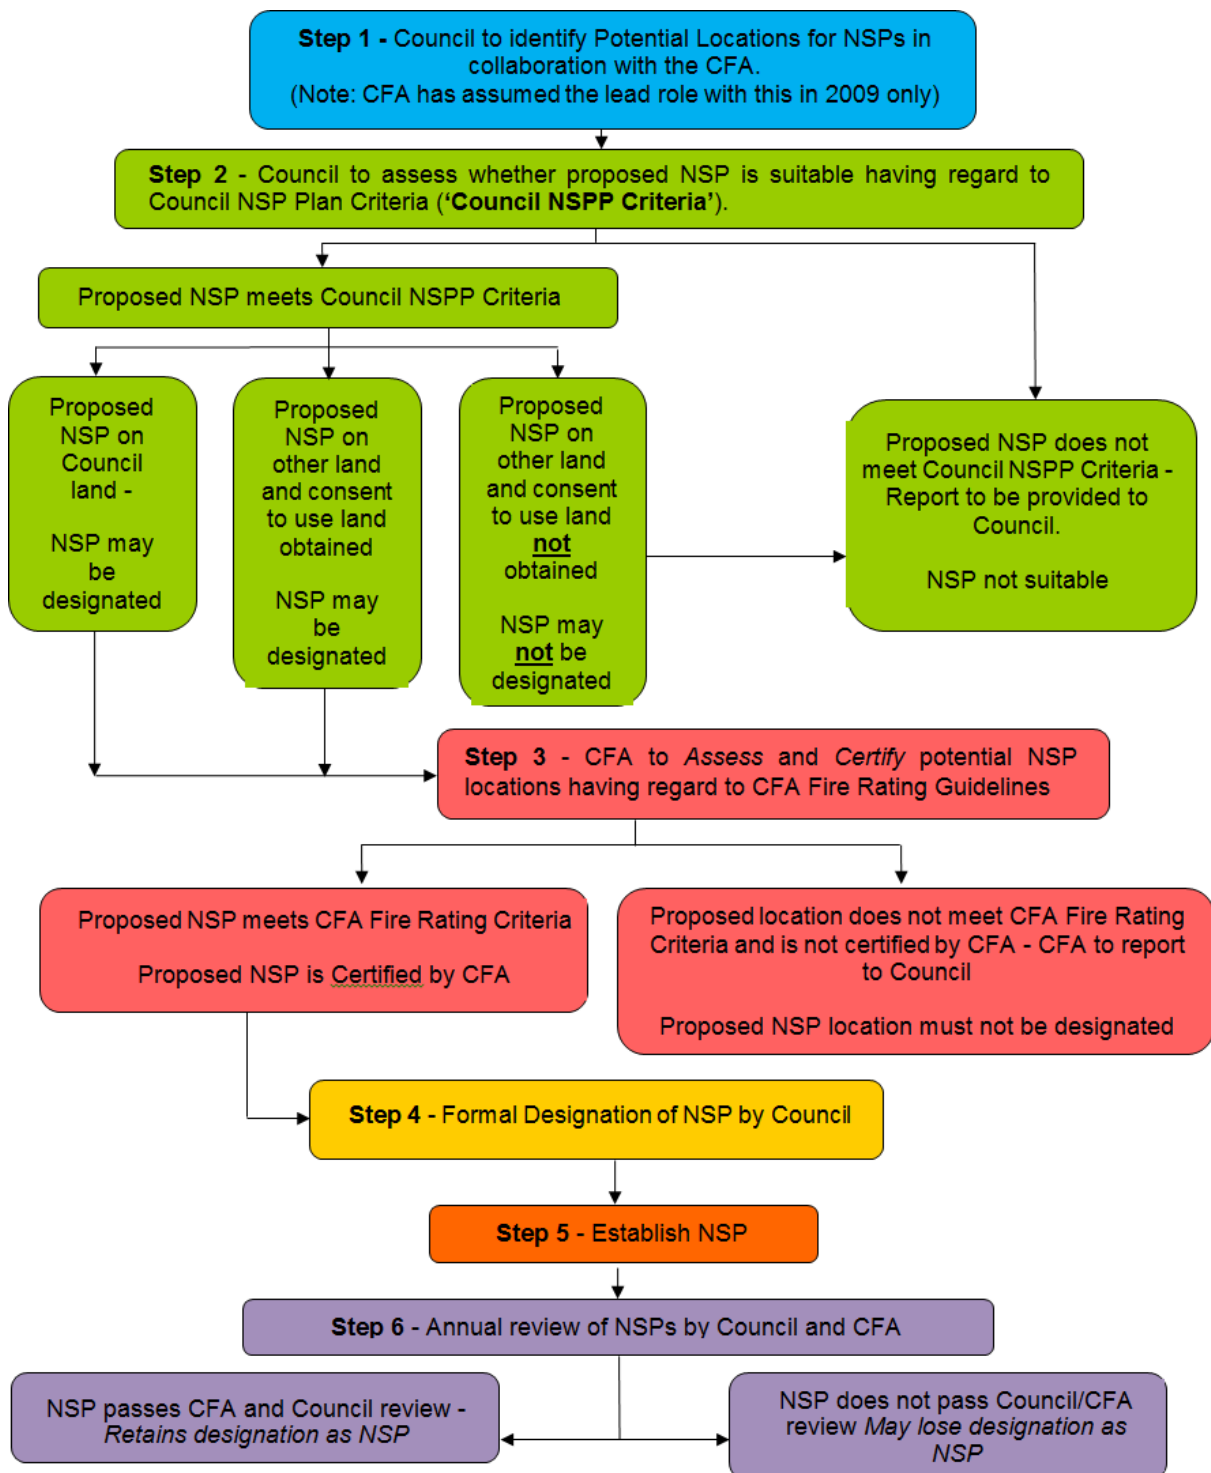 Step 1 - Council to identify Potential Locations for NSPs in
collaboration with the CFA.
(Note: CFA has assumed the lead role with this in 2009 only)
Step 2 - Council to assess whether proposed NSP is suitable having regard to
Council NSP Plan Criteria (‘Council NSPP Criteria’).
Proposed NSP meets Council NSPP Criteria
Proposed
NSP on
Council
land -
NSP may
be
designated
Proposed
NSP on
other land
and consent
to use land
obtained
NSP may
be
designated
Proposed
NSP on
other land
and consent
to use land
not
obtained
NSP may
not be
designated
Proposed NSP does not
meet Council NSPP Criteria -
Report to be provided to
Council.
NSP not suitable
Step 3 - CFA to Assess and Certify potential NSP
locations having regard to CFA Fire Rating Guidelines
Proposed NSP meets CFA Fire Rating Criteria
Proposed NSP is Certified by CFA
Proposed location does not meet CFA Fire Rating
Criteria and is not certified by CFA - CFA to report
to Council
Proposed NSP location must not be designated
Step 4 - Formal Designation of NSP by Council
Step 5 - Establish NSP
Step 6 - Annual review of NSPs by Council and CFA
NSP passes CFA and Council review -
Retains designation as NSP
NSP does not pass Council/CFA
review May lose designation as
NSP